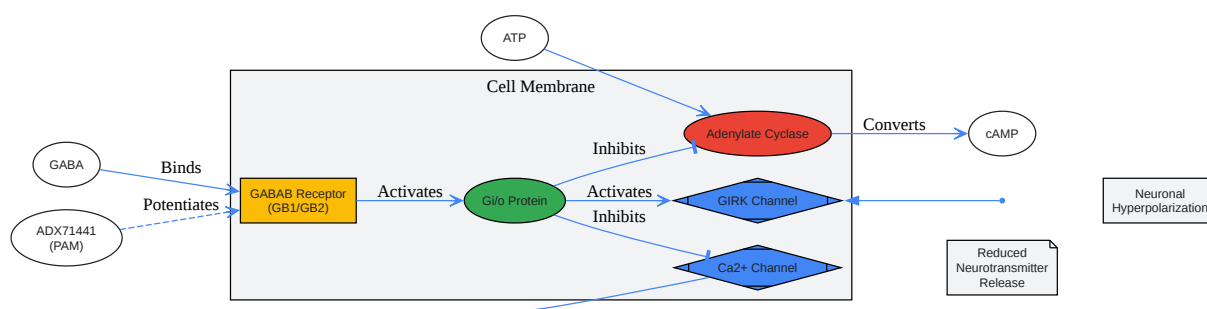 ATP
Cell Membrane
Adenylate Cyclase
Converts
cAMP
GABA
Binds
Inhibits
GABAB Receptor
(GB1/GB2)
Activates
Gi/o Protein
Activates
GIRK Channel
Neuronal
Hyperpolarization
Potentiates
ADX71441
(PAM)
Inhibits
Ca2+ Channel
Reduced
Neurotransmitter
Release